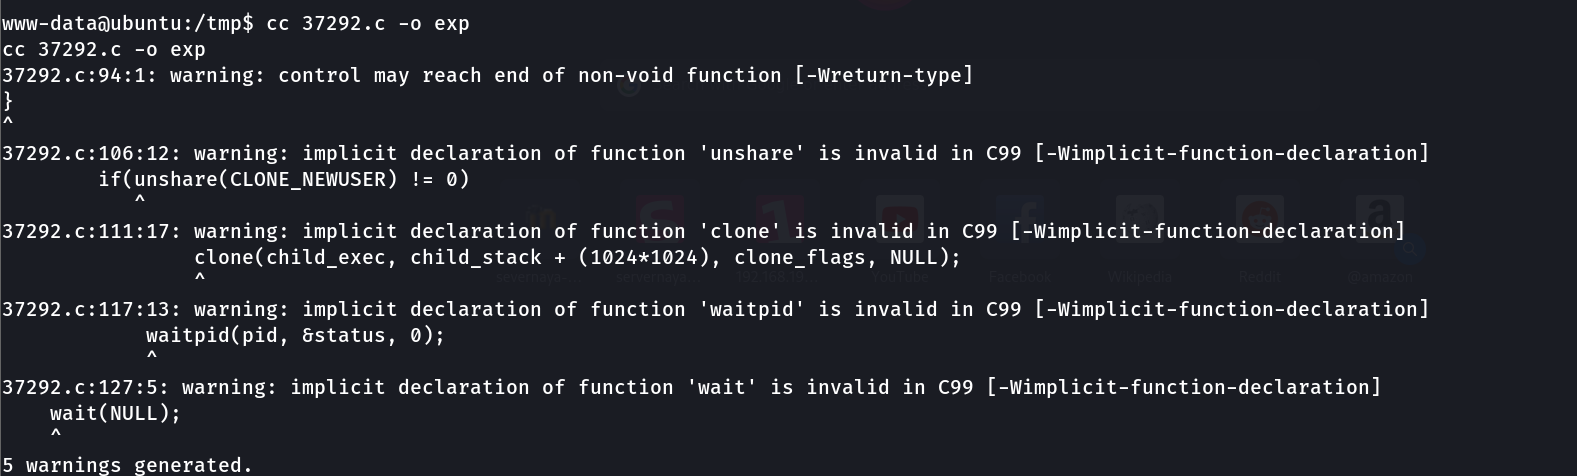 www-data@ubuntu:/tmp$ cc 37292.c -o exp
cc 37292.c -o exp
37292.c:94:1: warning: control may reach end of non-void function [-Wreturn-type]
}
^
37292.c:106:12: warning: implicit declaration of function 'unshare' is invalid in C99 [-Wimplicit-function-declaration]
        if(unshare(CLONE_NEWUSER) != 0)
           ^
37292.c:111:17: warning: implicit declaration of function 'clone' is invalid in C99 [-Wimplicit-function-declaration]
                clone(child_exec, child_stack + (1024*1024), clone_flags, NULL);
                ^
37292.c:117:13: warning: implicit declaration of function 'waitpid' is invalid in C99 [-Wimplicit-function-declaration]
            waitpid(pid, &status, 0);
            ^
37292.c:127:5: warning: implicit declaration of function 'wait' is invalid in C99 [-Wimplicit-function-declaration]
    wait(NULL);
    ^
5 warnings generated.
YouTube
Facebook
Wikipedia
Reddit
@amazon